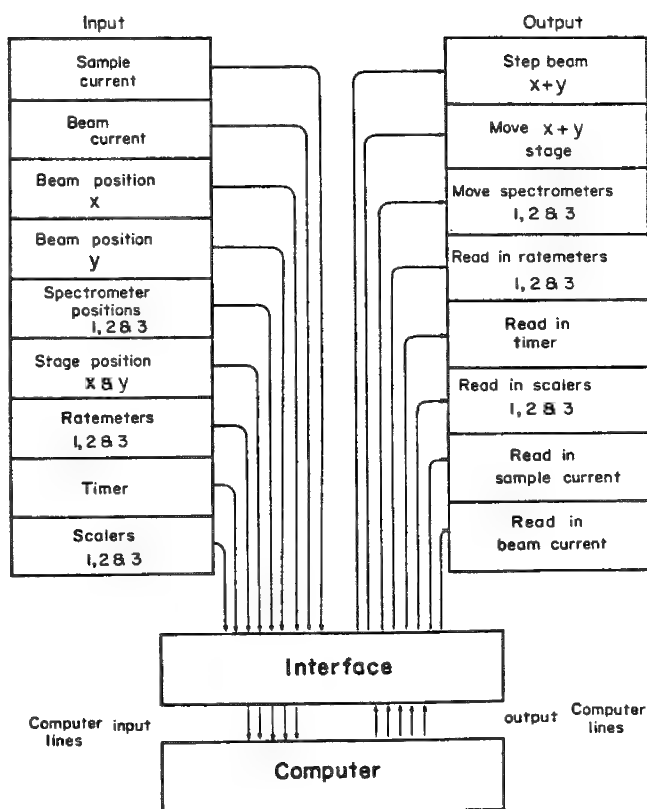 Input
Sample
current
Beam
current
Beam position
x
Beam position
y
Spectrometer
positions
1, 2 & 3
Stage position
x & y
Ratemeters
1, 2 & 3
Timer
Scalers
1, 2 & 3
Output
Step beam
x+y
Move x+y
stage
Move spectrometers
1, 2 & 3
Read in ratemeters
1, 2 & 3
Read in
timer
Read in scalers
1, 2 & 3
Read in
sample current
Read in
beam current
Interface
Computer input
lines
output Computer
lines
Computer